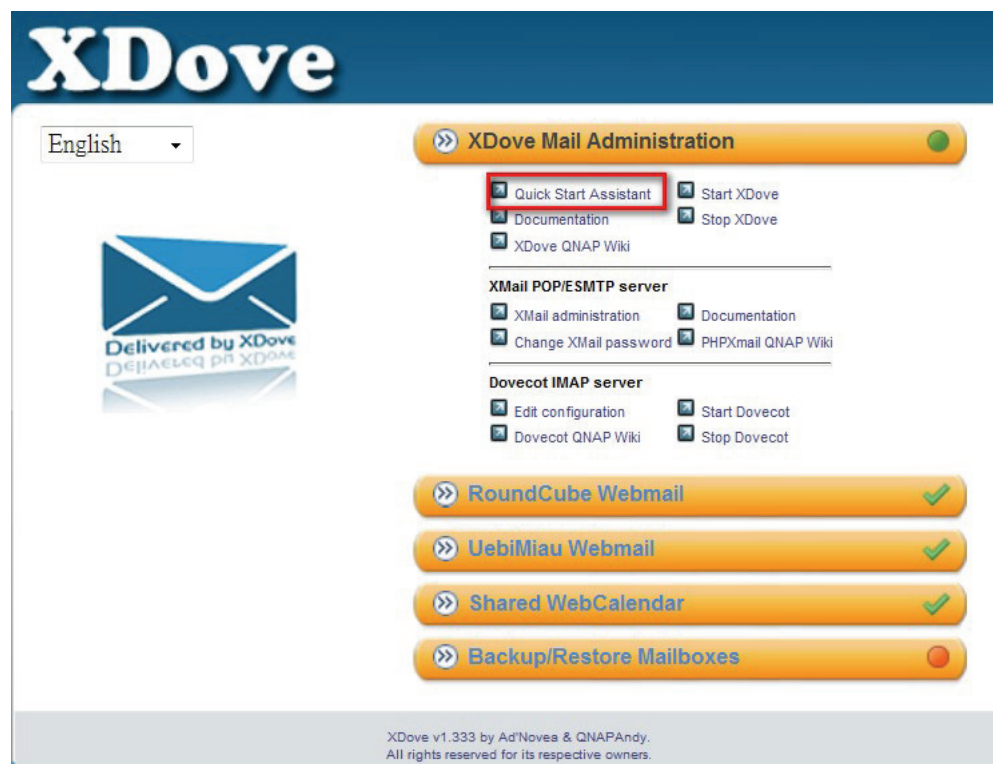 XDove
English
XDove Mail Administration
Quick Start Assistant Start XDove
Documentation Stop XDove
XDove QNAP Wiki
XMail POP/ESMTP server
XMail administration Documentation
Change XMail password PHPXmail QNAP Wiki
Dovecot IMAP server
Edit configuration Start Dovecot
Dovecot QNAP Wiki Stop Dovecot
Delivered by XDove
RoundCube Webmail
UebiMiau Webmail
Shared WebCalendar
Backup/Restore Mailboxes
XDove v1.333 by Ad'Novea & QNAPAndy.
All rights reserved for its respective owners.